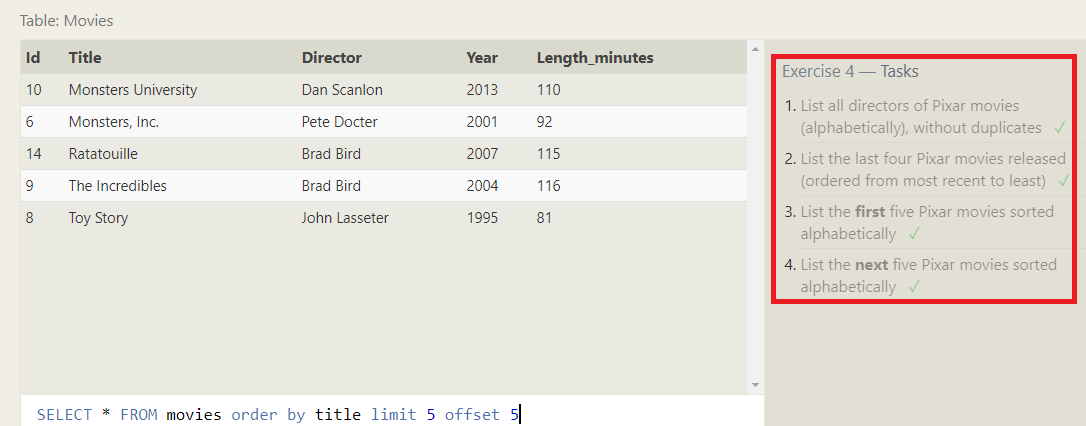 Table: Movies
Id Title Director Year Length_minutes
10 Monsters University Dan Scanlon 2013 110
6 Monsters, Inc. Pete Docter 2001 92
14 Ratatouille Brad Bird 2007 115
9 The Incredibles Brad Bird 2004 116
8 Toy Story John Lasseter 1995 81
SELECT * FROM movies order by title limit 5 offset 5
Exercise 4 — Tasks
1. List all directors of Pixar movies
(alphabetically), without duplicates ✓
2. List the last four Pixar movies released
(ordered from most recent to least) ✓
3. List the first five Pixar movies sorted
alphabetically ✓
4. List the next five Pixar movies sorted
alphabetically ✓